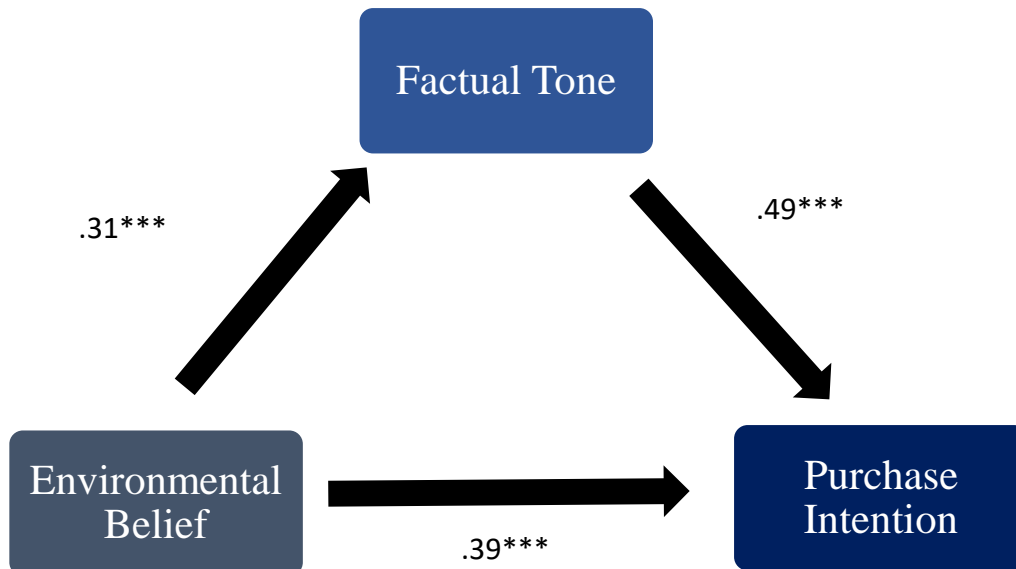 Factual Tone
.31***
.49***
Environmental
Belief
.39***
Purchase
Intention